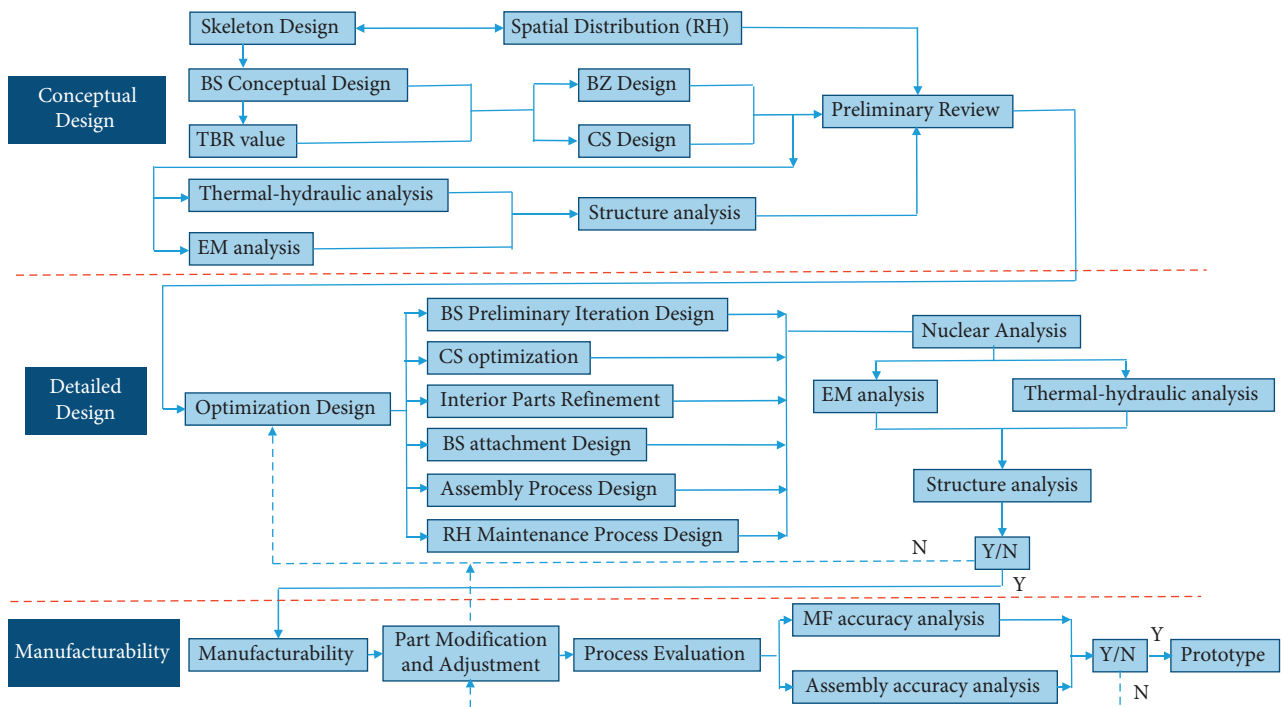 Conceptual
Design
Skeleton Design
Spatial Distribution (RH)
BS Conceptual Design
BZ Design
Preliminary Review
TBR value
CS Design
Thermal-hydraulic analysis
Structure analysis
EM analysis
Detailed
Design
Optimization Design
BS Preliminary Iteration Design
CS optimization
Interior Parts Refinement
BS attachment Design
Assembly Process Design
RH Maintenance Process Design
Nuclear Analysis
EM analysis
Thermal-hydraulic analysis
Structure analysis
Y/N
N
Y
Manufacturability
Manufacturability
Part Modification
and Adjustment
Process Evaluation
MF accuracy analysis
Assembly accuracy analysis
Y/N
Y
Prototype
N